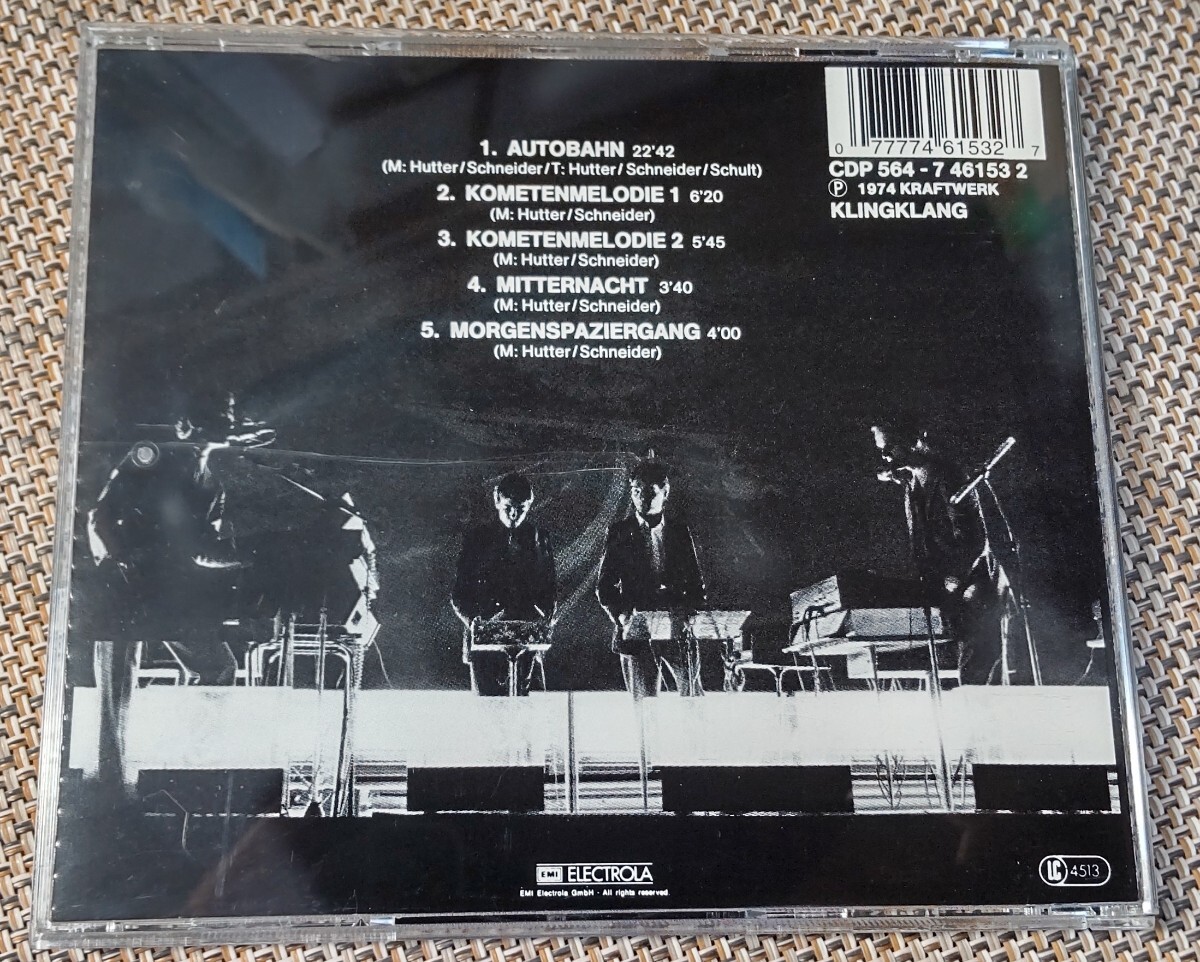 1. AUTOBAHN 22'42
(M: Hutter/Schneider/T: Hutter/Schneider/Schult)
2. KOMETENMELODIE 1 6'20
(M: Hutter/Schneider)
3. KOMETENMELODIE 2 5'45
(M: Hutter/Schneider)
4. MITTERNACHT 3'40
(M: Hutter/Schneider)
5. MORGENSPAZIERGANG 4'00
(M: Hutter/Schneider)
0 77774 61532 7
CDP 564 - 7 46153 2
Ⓟ 1974 KRAFTWERK
KLINGKLANG
EMI ELECTROLA
EMI Electrola GmbH · All rights reserved.
LC 4513